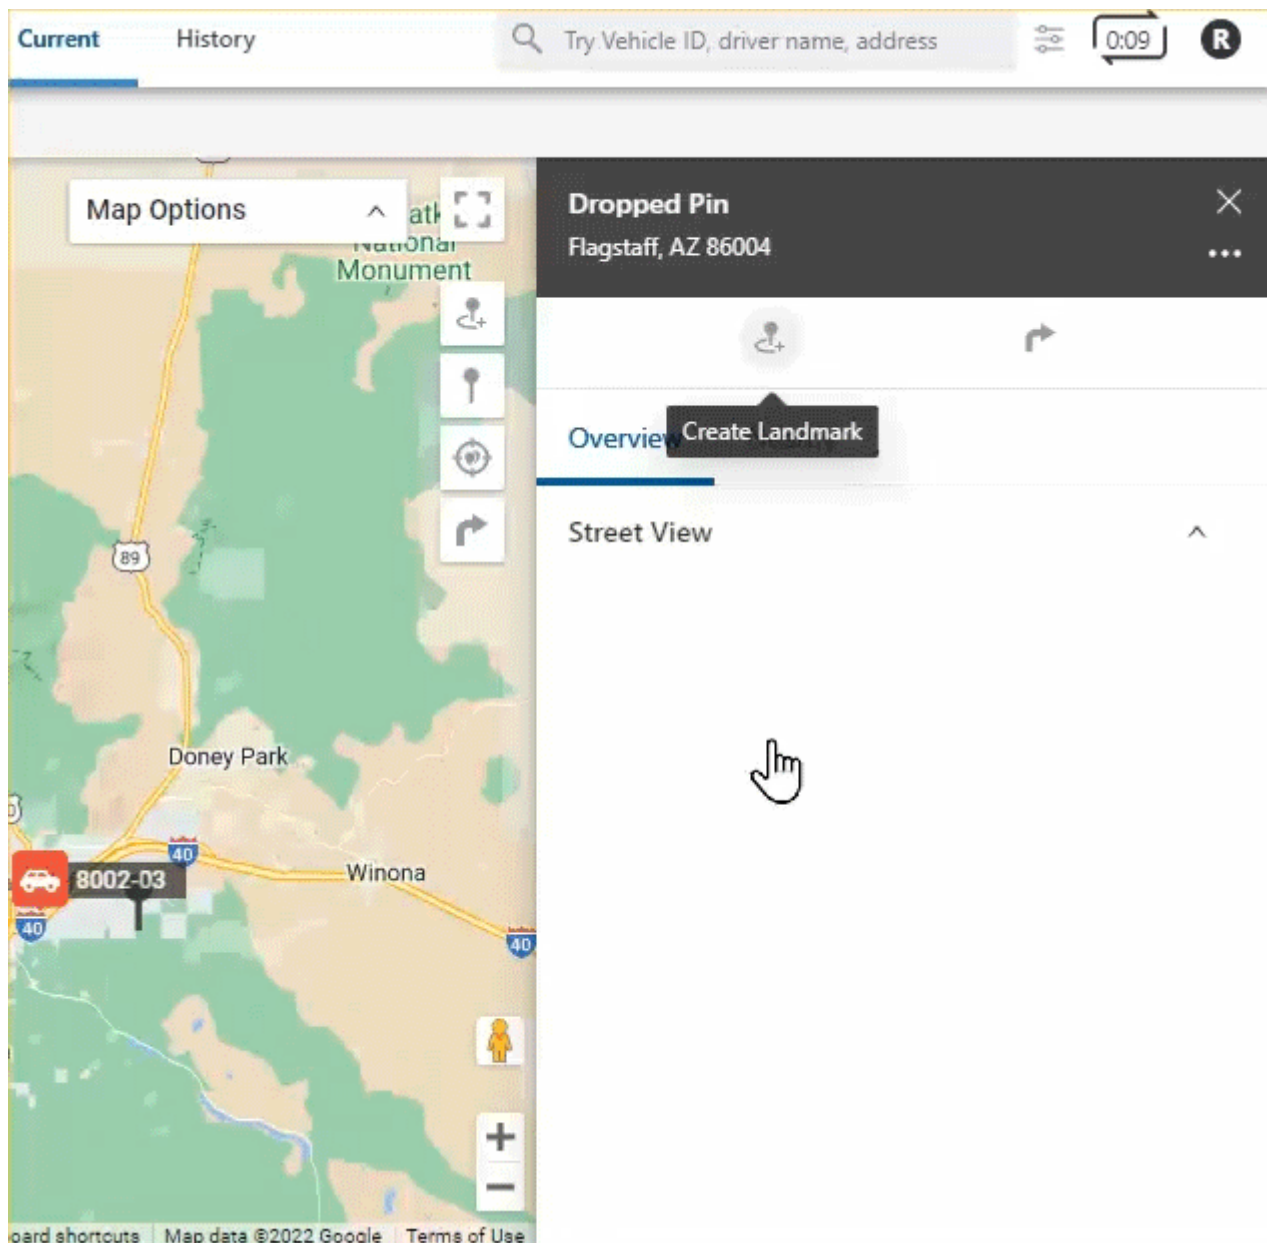 Current
History
Try Vehicle ID, driver name, address
0:09
R
Map Options
National
Monument
Dropped Pin
Flagstaff, AZ 86004
Create Landmark
Overview
Street View
89
Doney Park
40
Winona
8002-03
40
40
Map data ©2022 Google
Terms of Use
shortcuts